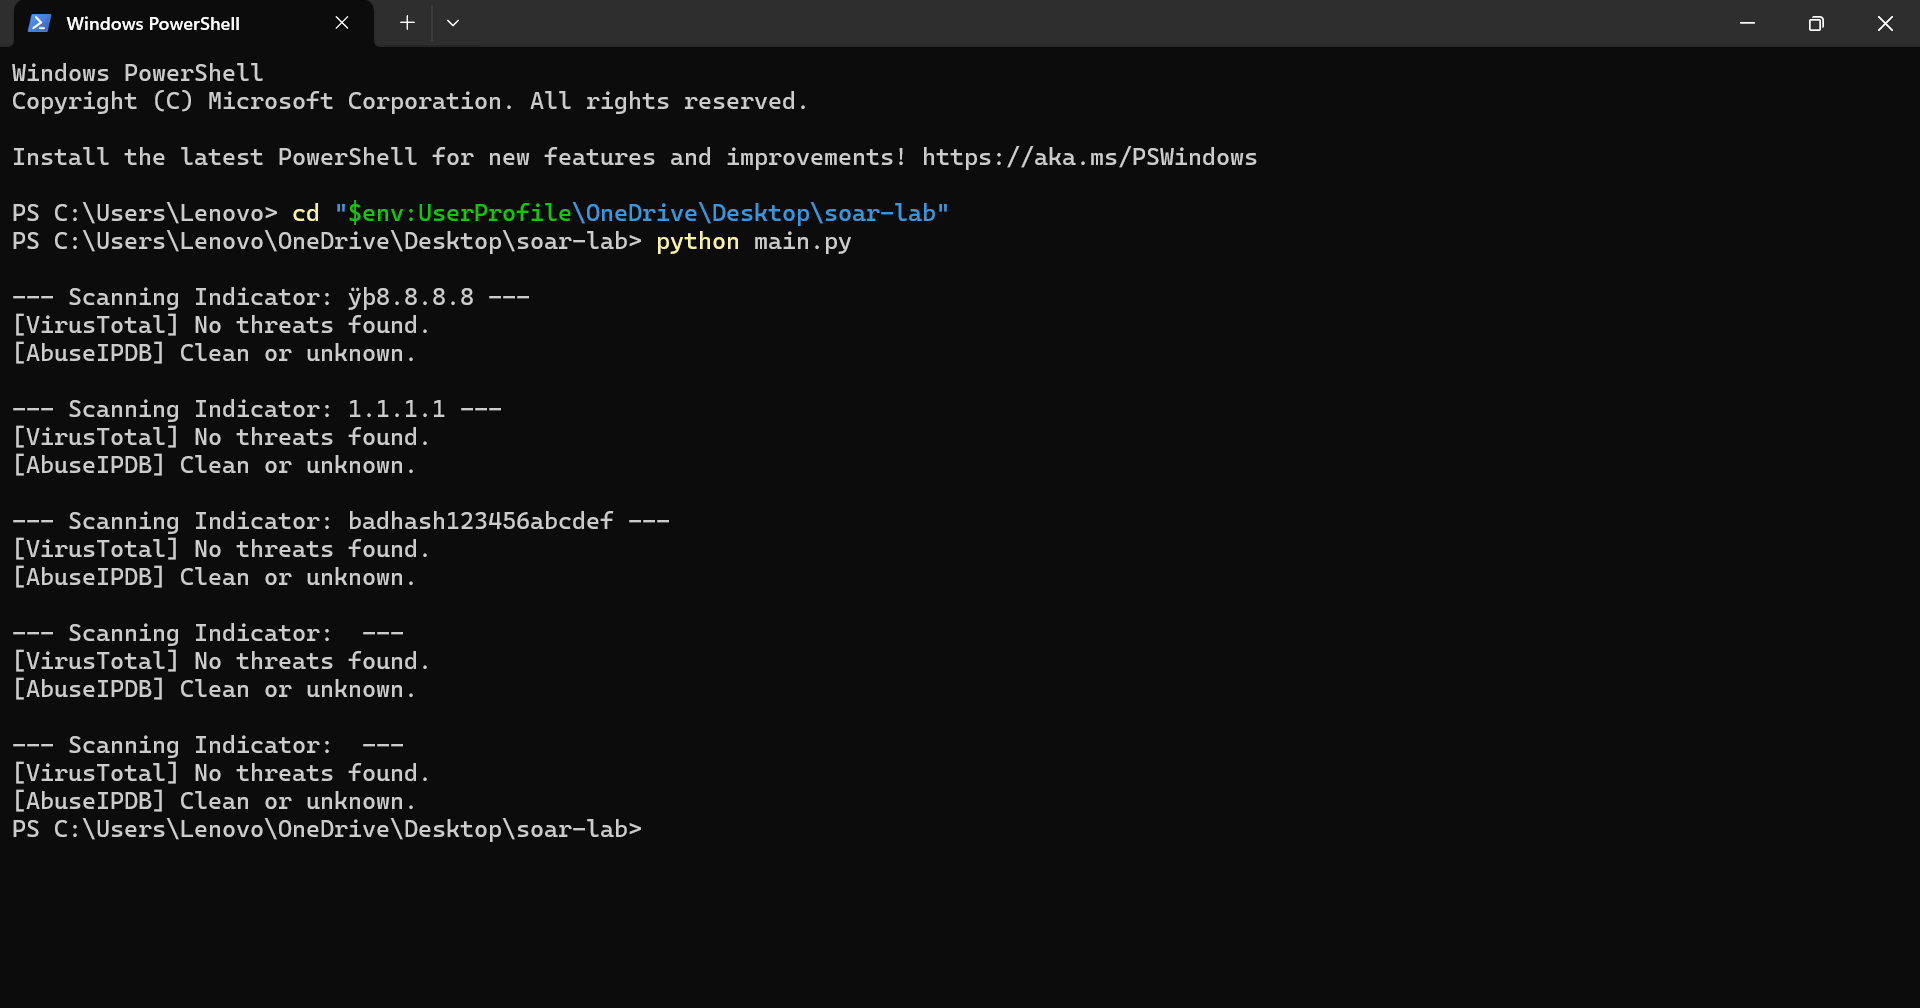 Windows PowerShell
Windows PowerShell
Copyright (C) Microsoft Corporation. All rights reserved.
Install the latest PowerShell for new features and improvements! https://aka.ms/PSWindows
PS C:\Users\Lenovo> cd "$env:UserProfile\OneDrive\Desktop\soar-lab"
PS C:\Users\Lenovo\OneDrive\Desktop\soar-lab> python main.py
--- Scanning Indicator: ÿþ8.8.8.8 ---
[VirusTotal] No threats found.
[AbuseIPDB] Clean or unknown.
--- Scanning Indicator: 1.1.1.1 ---
[VirusTotal] No threats found.
[AbuseIPDB] Clean or unknown.
--- Scanning Indicator: badhash123456abcdef ---
[VirusTotal] No threats found.
[AbuseIPDB] Clean or unknown.
--- Scanning Indicator:  ---
[VirusTotal] No threats found.
[AbuseIPDB] Clean or unknown.
--- Scanning Indicator:  ---
[VirusTotal] No threats found.
[AbuseIPDB] Clean or unknown.
PS C:\Users\Lenovo\OneDrive\Desktop\soar-lab>